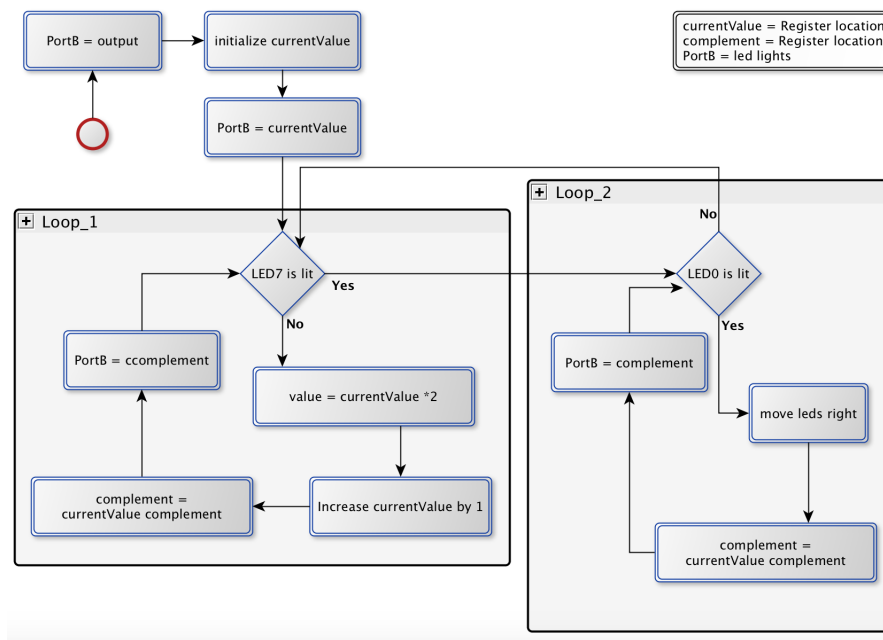 PortB = output
initialize currentValue
currentValue = Register location
complement = Register location
PortB = led lights
PortB = currentValue
Loop_1
LED7 is lit
Yes
No
PortB = ccomplement
value = currentValue *2
complement =
currentValue complement
Increase currentValue by 1
Loop_2
No
LED0 is lit
Yes
PortB = complement
move leds right
complement =
currentValue complement